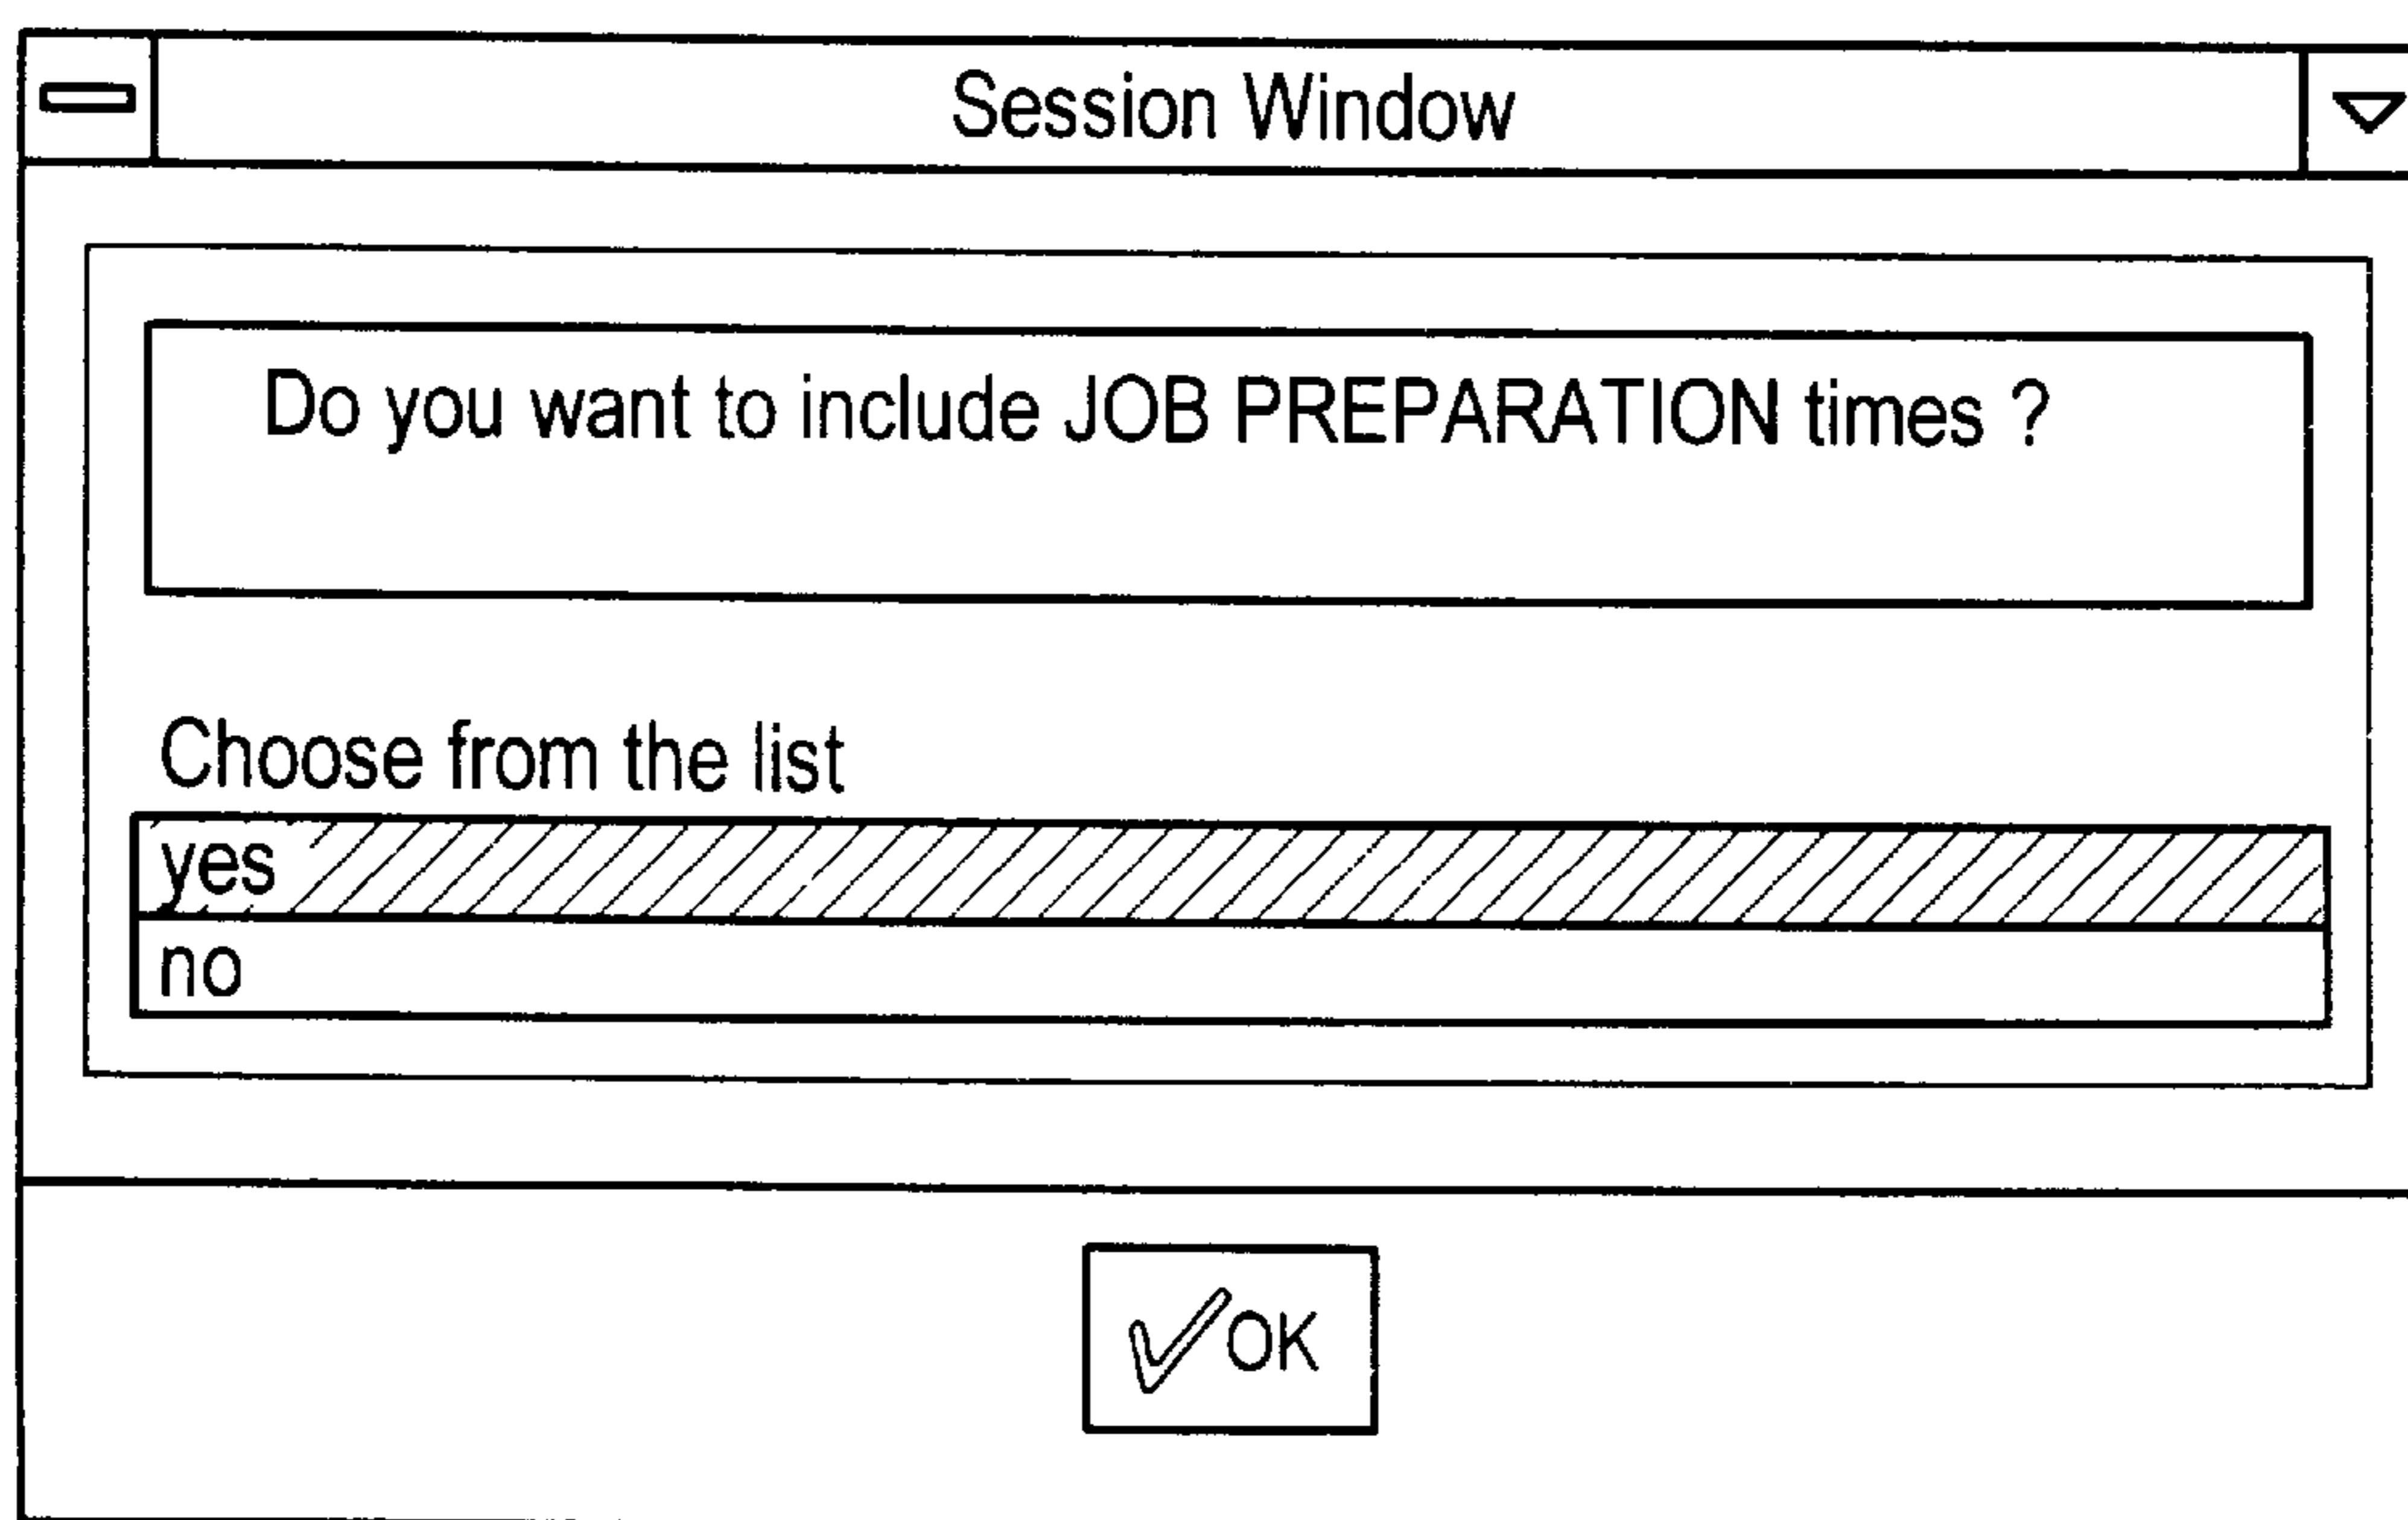 Session Window
Do you want to include JOB PREPARATION times ?
Choose from the list
yes
no
OK